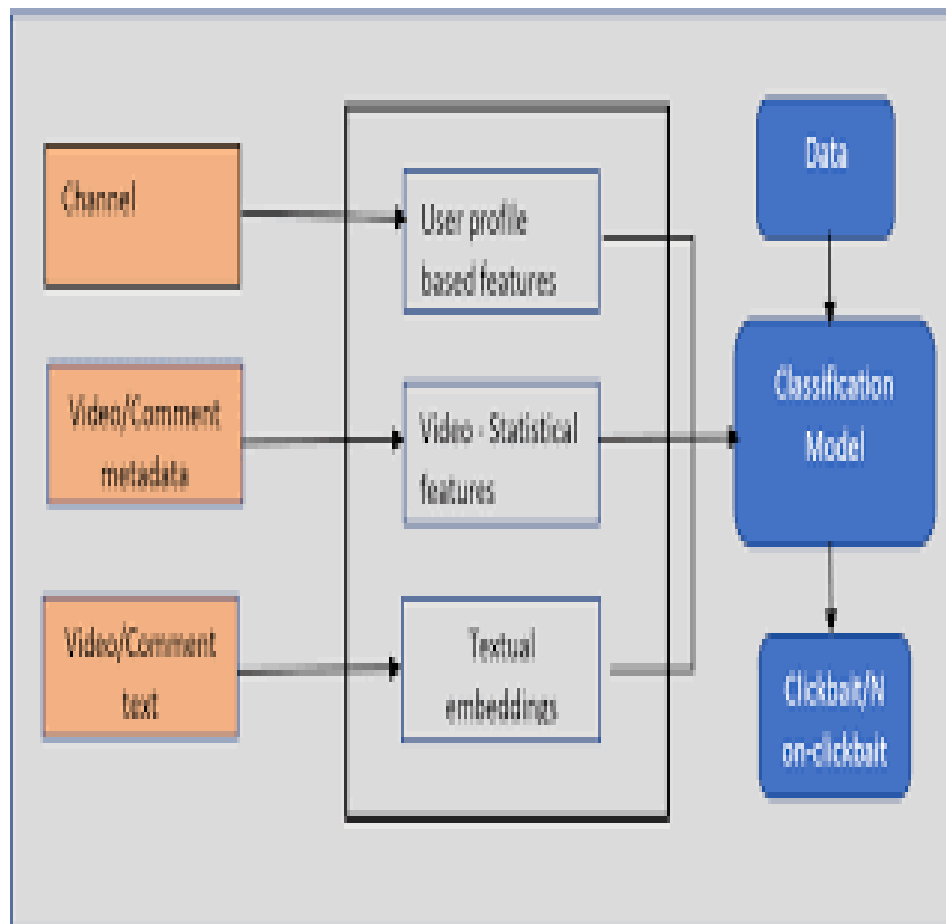 Channel
User profile
based features
Data
Video/Comment
metadata
Video - Statistical
features
Classification
Model
Video/Comment
text
Textual
embeddings
Clickbait/N
on-clickbait